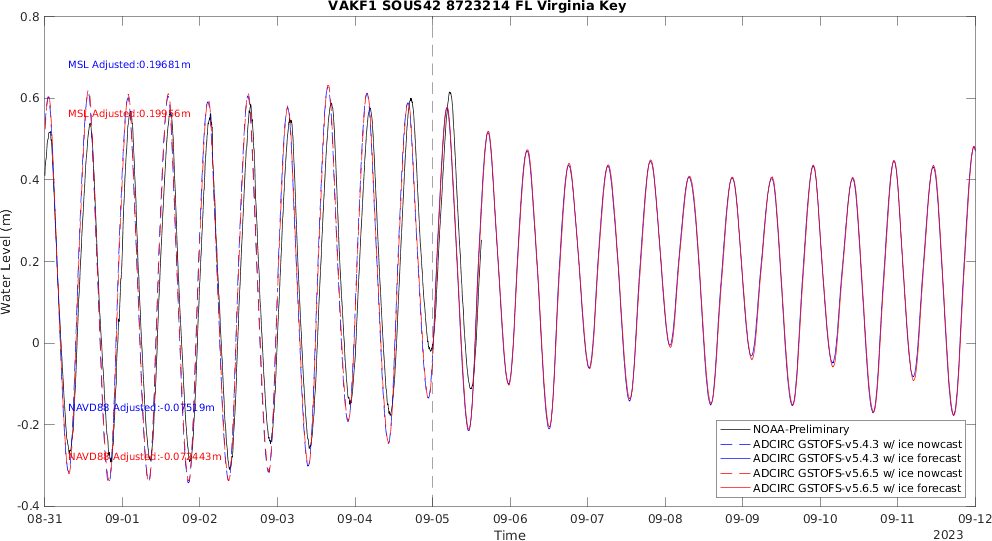 VAKF1 SOUS42 8723214 FL Virginia Key
0.8
MSL Adjusted:0.19681m
0.6
MSL Adjusted:0.19966m
0.4
Water Level (m)
0.2
0
NAVD88 Adjusted:-0.07519m
-0.2
NOAA-Preliminary
ADCIRC GSTOFS-v5.4.3 w/ ice nowcast
NAVD88 Adjusted:-0.072443m
ADCIRC GSTOFS-v5.4.3 w/ ice forecast
ADCIRC GSTOFS-v5.6.5 w/ ice nowcast
ADCIRC GSTOFS-v5.6.5 w/ ice forecast
-0.4
08-31 09-01 09-02 09-03 09-04 09-05 09-06 09-07 09-08 09-09 09-10 09-11 09-12
Time
2023